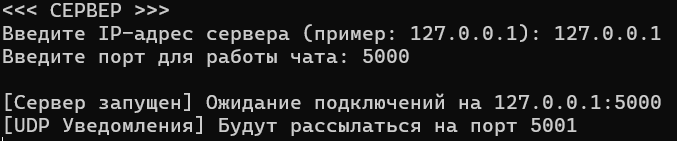 <<< СЕРВЕР >>>
Введите IP-адрес сервера (пример: 127.0.0.1): 127.0.0.1
Введите порт для работы чата: 5000
[Сервер запущен] Ожидание подключений на 127.0.0.1:5000
[UDP Уведомления] Будут рассылаться на порт 5001